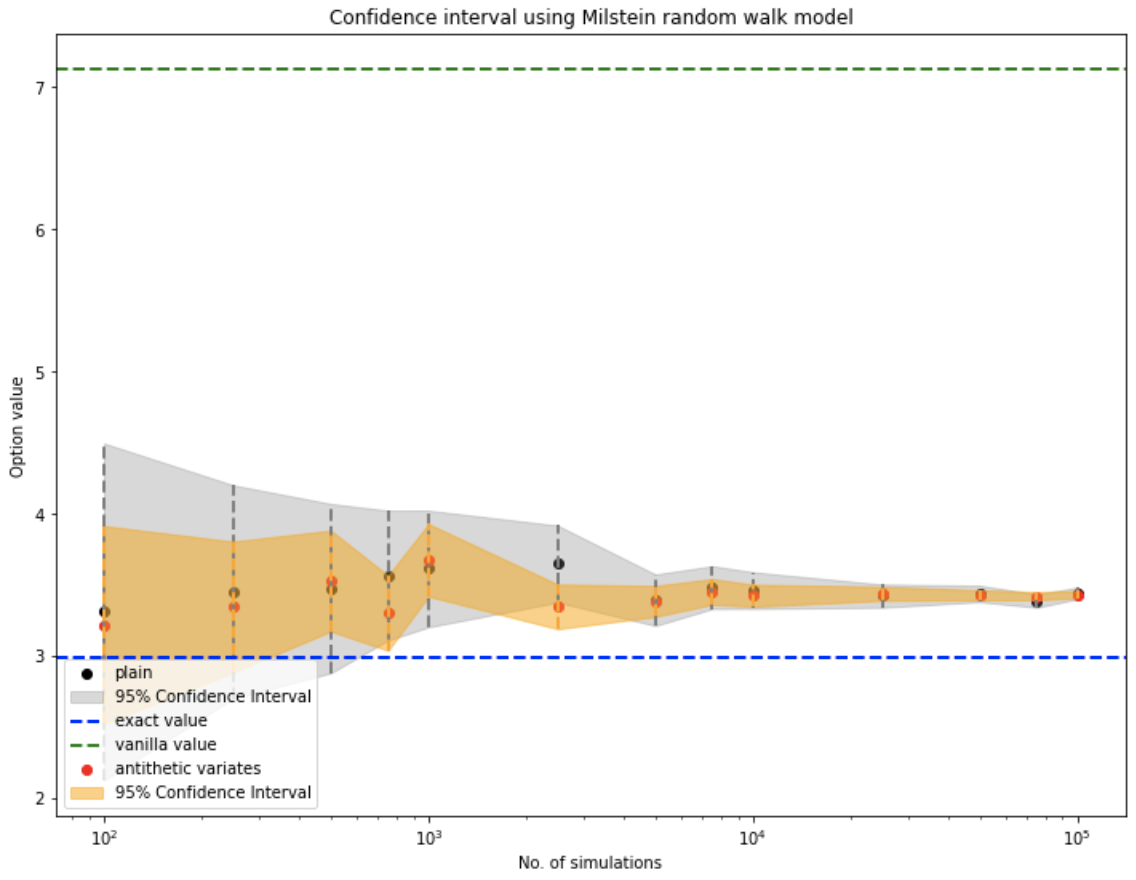 Confidence interval using Milstein random walk model
7
6
5
4
3
2
Option value
plain
95% Confidence Interval
exact value
vanilla value
antithetic variates
95% Confidence Interval
10² 10³ 10⁴ 10⁵
No. of simulations